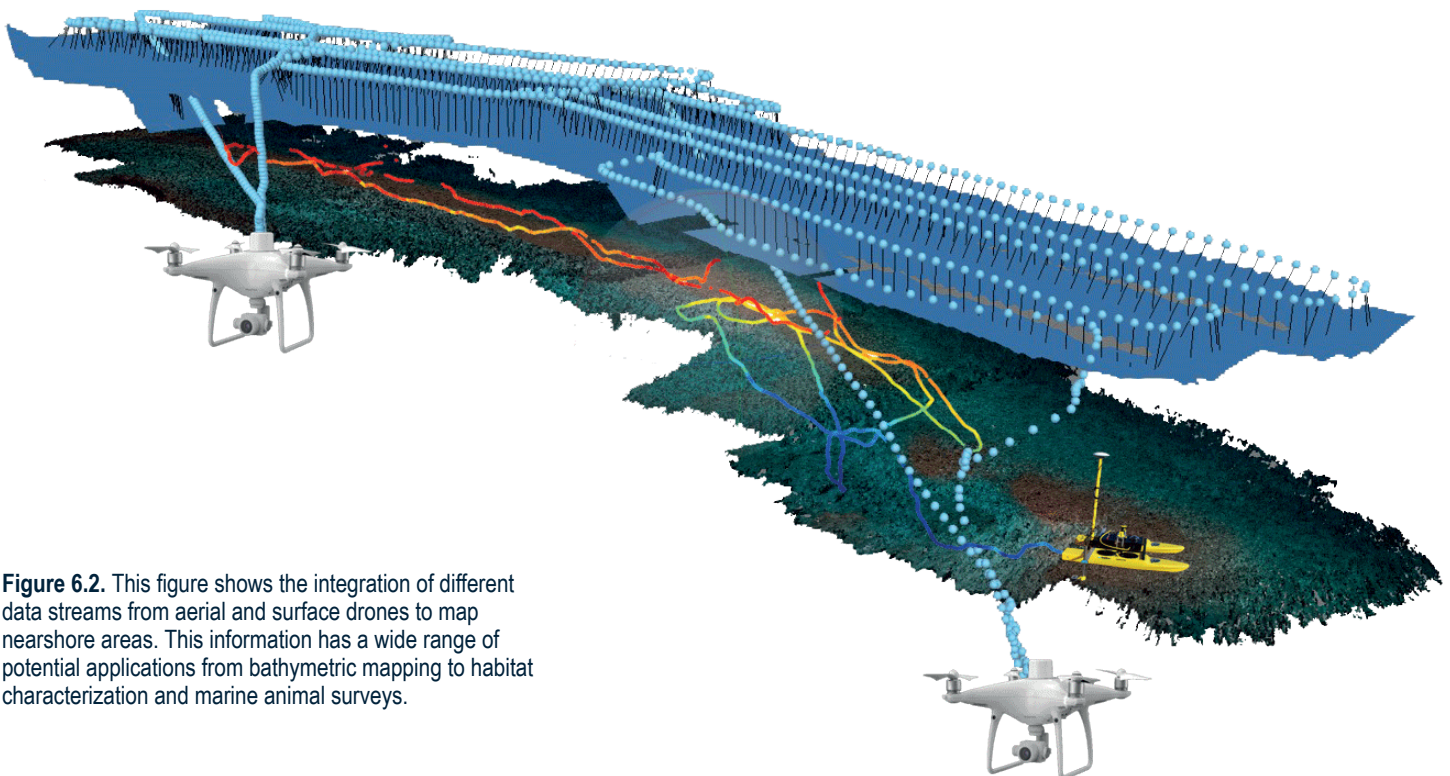 Figure 6.2. This figure shows the integration of different
data streams from aerial and surface drones to map
nearshore areas. This information has a wide range of
potential applications from bathymetric mapping to habitat
characterization and marine animal surveys.